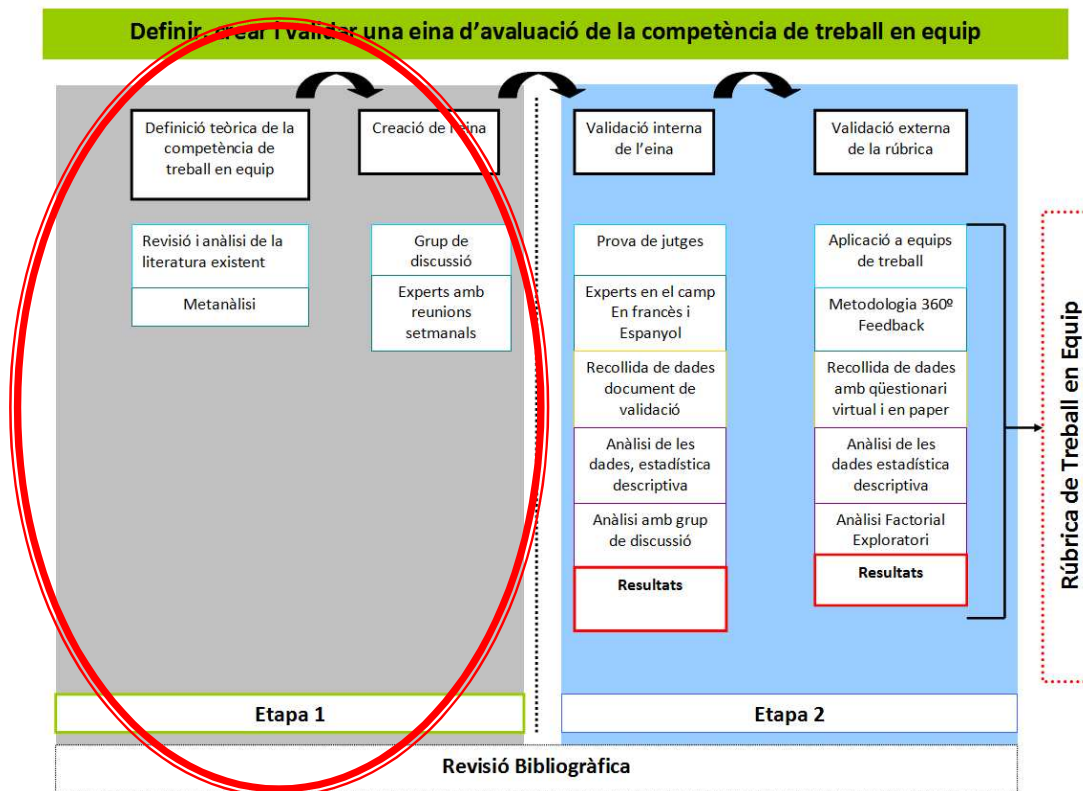 Definir, crear i validar una eina d'avaluació de la competència de treball en equip
Definició teòrica de la
competència de
treball en equip
Creació de l'eina
Validació interna
de l'eina
Validació externa
de la rúbrica
Revisió i anàlisi de la
literatura existent
Metanàlisi
Grup de
discussió
Experts amb
reunions
setmanals
Prova de jutges
Experts en el camp
En francès i
Espanyol
Recollida de dades
document de
validació
Anàlisi de les
dades, estadística
descriptiva
Anàlisi amb grup
de discussió
Resultats
Aplicació a equips
de treball
Metodologia 360º
Feedback
Recollida de dades
amb qüestionari
virtual i en paper
Anàlisi de les
dades estadística
descriptiva
Anàlisi Factorial
Exploratori
Resultats
Rúbrica de Treball en Equip
Etapa 1
Etapa 2
Revisió Bibliogràfica